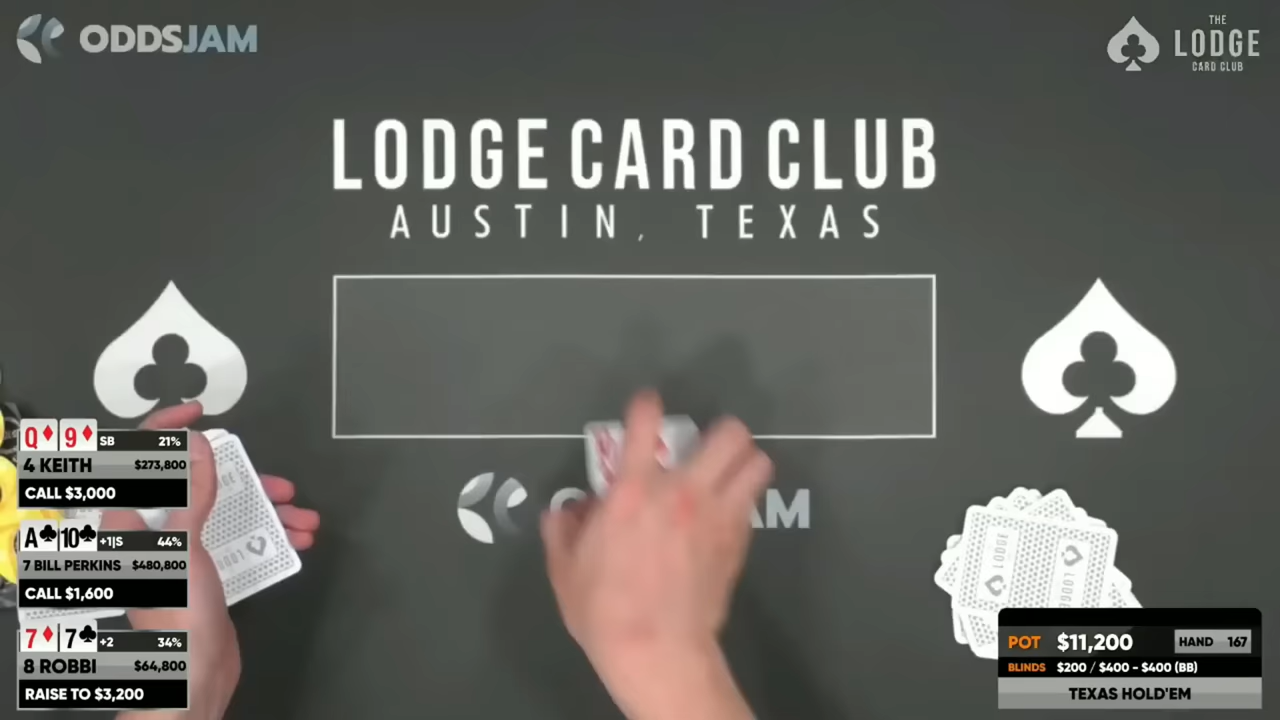 ODDSJAM
THE
LODGE
CARD CLUB
LODGE CARD CLUB
AUSTIN, TEXAS
AM
LODGE
Q♦ 9♦ SB 21%
4 KEITH $273,800
CALL $3,000
A♣ 10♣ +1|S 44%
7 BILL PERKINS $480,800
CALL $1,600
7♦ 7♣ +2 34%
8 ROBBI $64,800
RAISE TO $3,200
POT $11,200 HAND 167
BLINDS $200 / $400 - $400 (BB)
TEXAS HOLD'EM